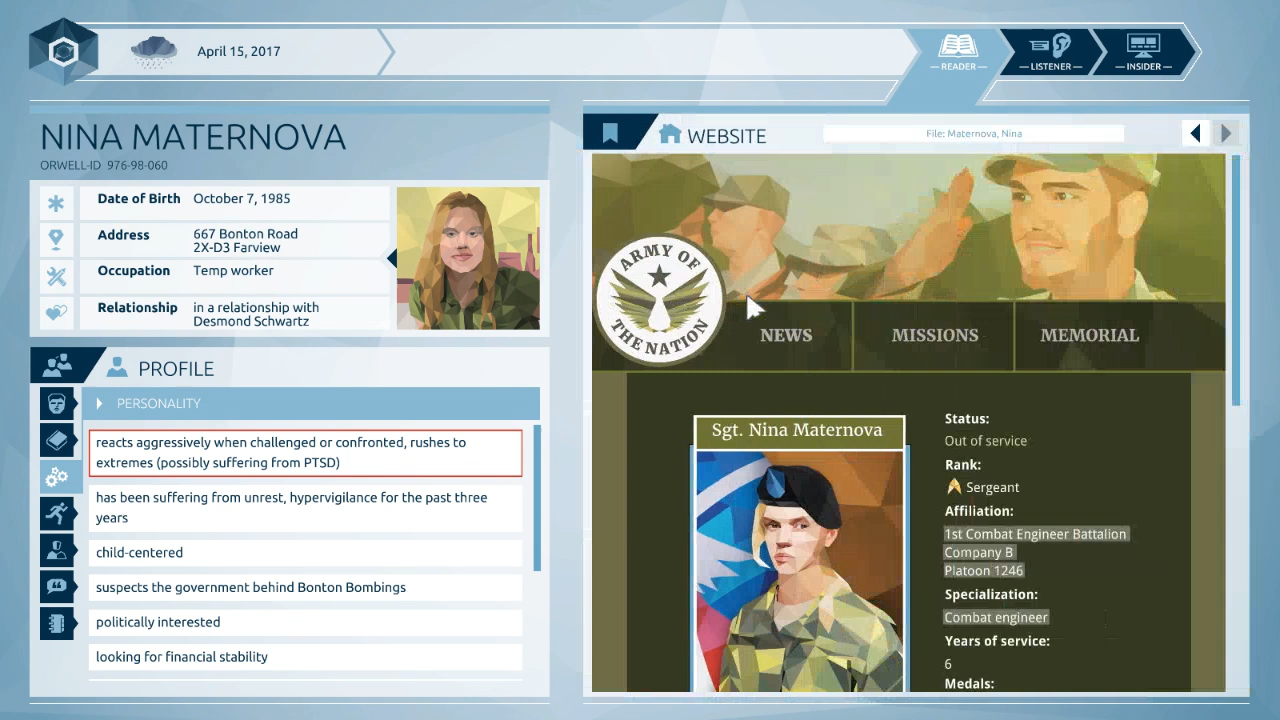 April 15, 2017
— READER —
— LISTENER —
— INSIDER —
NINA MATERNOVA
ORWELL-ID 976-98-060
Date of Birth October 7, 1985
Address 667 Bonton Road
2X-D3 Farview
Occupation Temp worker
Relationship in a relationship with
Desmond Schwartz
PROFILE
PERSONALITY
reacts aggressively when challenged or confronted, rushes to
extremes (possibly suffering from PTSD)
has been suffering from unrest, hypervigilance for the past three
years
child-centered
suspects the government behind Bonton Bombings
politically interested
looking for financial stability
WEBSITE
File: Maternova, Nina
ARMY OF
THE NATION
NEWS
MISSIONS
MEMORIAL
Sgt. Nina Maternova
Status:
Out of service
Rank:
Sergeant
Affiliation:
1st Combat Engineer Battalion
Company B
Platoon 1246
Specialization:
Combat engineer
Years of service:
6
Medals: